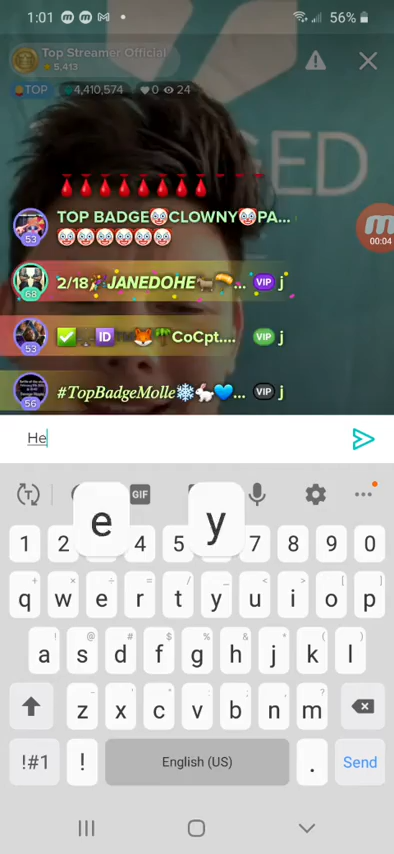 1:01 56%
Top Streamer Official
5,413
TOP 4,410,574 0 24
GED
TOP BADGE🤡CLOWNY🤡PA...
53 🤡🤡🤡🤡🤡🤡
00:04
68 2/18🎉JANEDOHE🐐... VIP j
53 ✅ 🆔 🦊🌴CoCpt.... VIP j
56 #TopBadgeMolle❄️🐇💙... VIP j
He
GIF
e y
1 2 4 5 7 8 9 0
q w e r t y u i o p
a s d f g h j k l
z x c v b n m
!#1 ! English (US) . Send